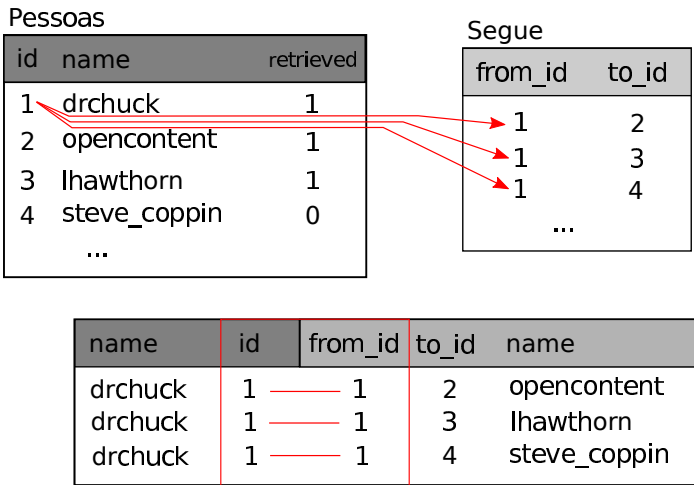 Pessoas
id name retrieved
1 drchuck 1
2 opencontent 1
3 lhawthorn 1
4 steve_coppin 0
...
Segue
from_id to_id
1 2
1 3
1 4
...
name id from_id to_id name
drchuck 1 1 2 opencontent
drchuck 1 1 3 lhawthorn
drchuck 1 1 4 steve_coppin